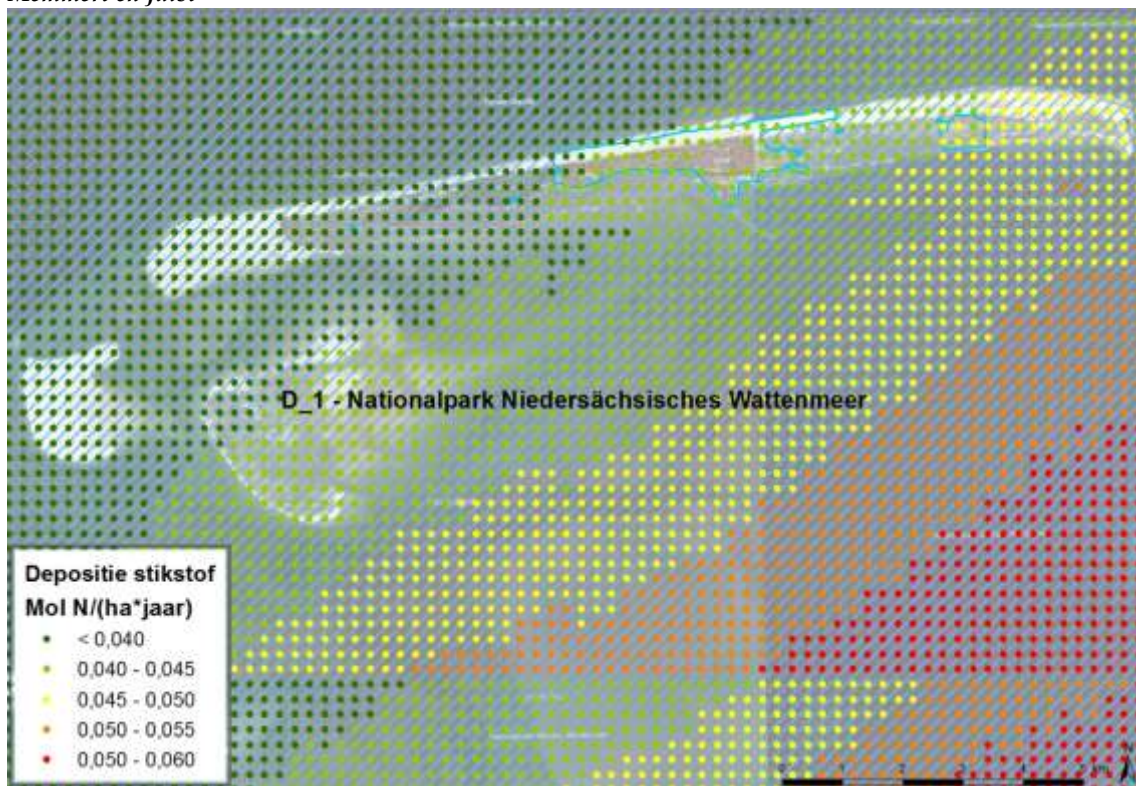 D_1 - Nationalpark Niedersächsisches Wattenmeer
Depositie stikstof
Mol N/(ha*jaar)
< 0,040
0,040 - 0,045
0,045 - 0,050
0,050 - 0,055
0,050 - 0,060